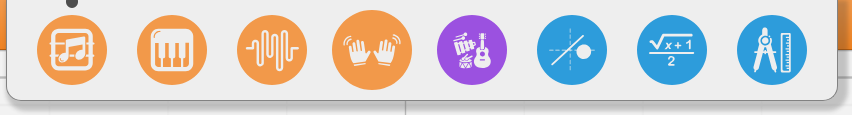 √x + 1
2